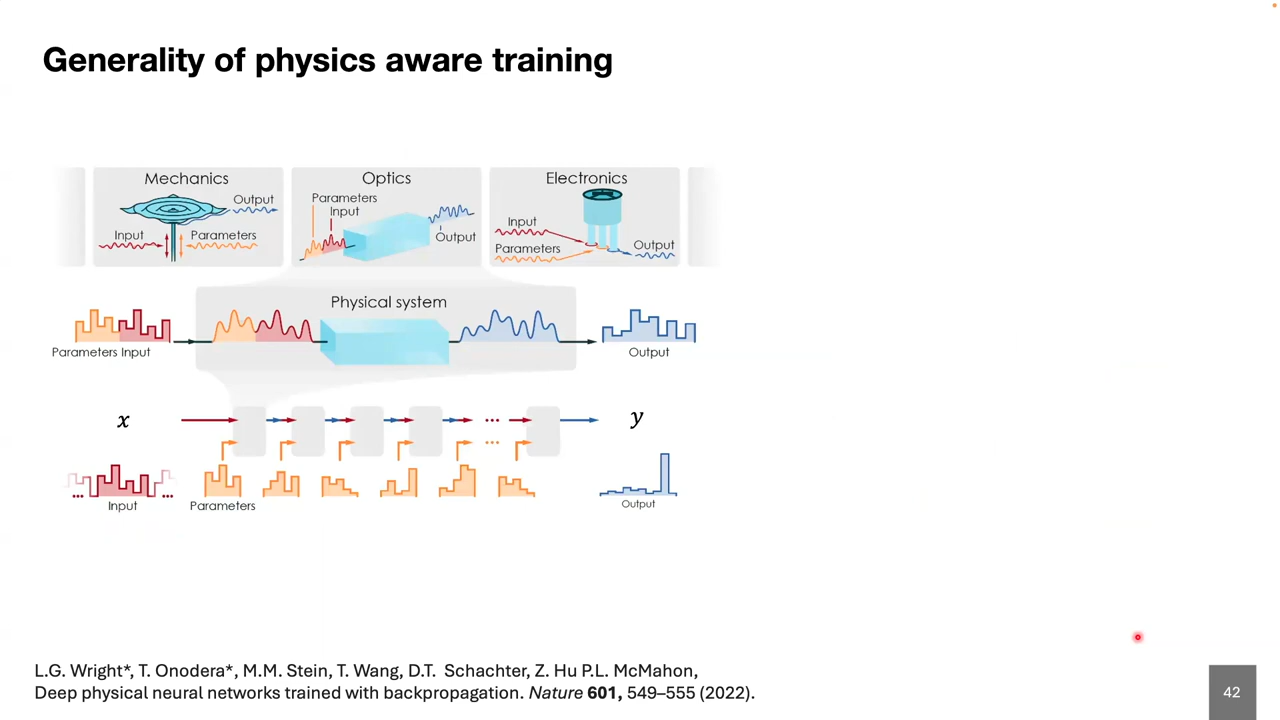 Generality of physics aware training
Mechanics
Output
Input
Parameters
Optics
Parameters
Input
Output
Electronics
Input
Parameters
Output
Physical system
Parameters Input
Output
x
...
y
...
...
...
Input
Parameters
Output
L.G. Wright*, T. Onodera*, M.M. Stein, T. Wang, D.T. Schachter, Z. Hu P.L. McMahon,
Deep physical neural networks trained with backpropagation. Nature 601, 549–555 (2022).
42